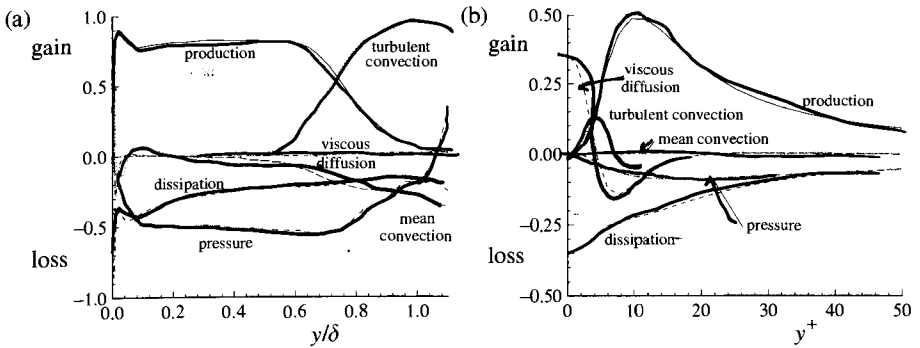 (a)
gain
loss
1.0
0.5
0.0
−0.5
−1.0
production
turbulent
convection
viscous
diffusion
dissipation
pressure
mean
convection
0.0 0.2 0.4 0.6 0.8 1.0
y/δ
(b)
gain
loss
0.50
0.25
−0.00
−0.25
−0.50
viscous
diffusion
turbulent convection
mean convection
production
pressure
dissipation
0 10 20 30 40 50
y+